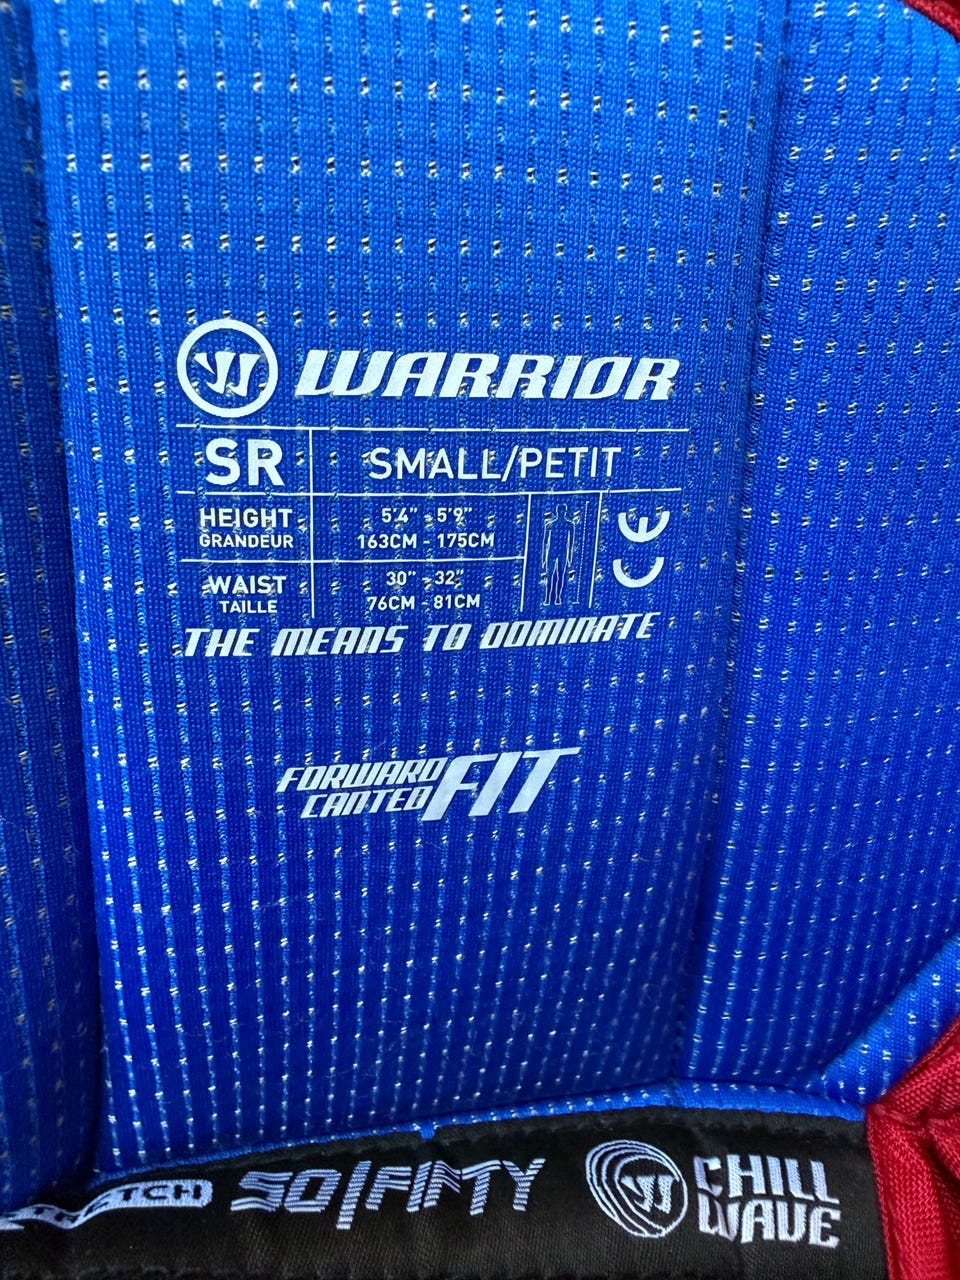 WARRIOR
SR SMALL/PETIT
HEIGHT 5'4" - 5'9"
GRANDEUR 163CM - 175CM
WAIST 30" - 32"
TAILLE 76CM - 81CM
CE
THE MEANS TO DOMINATE
FORWARD
CANTED FIT
50/FIFTY
CHILL
WAVE